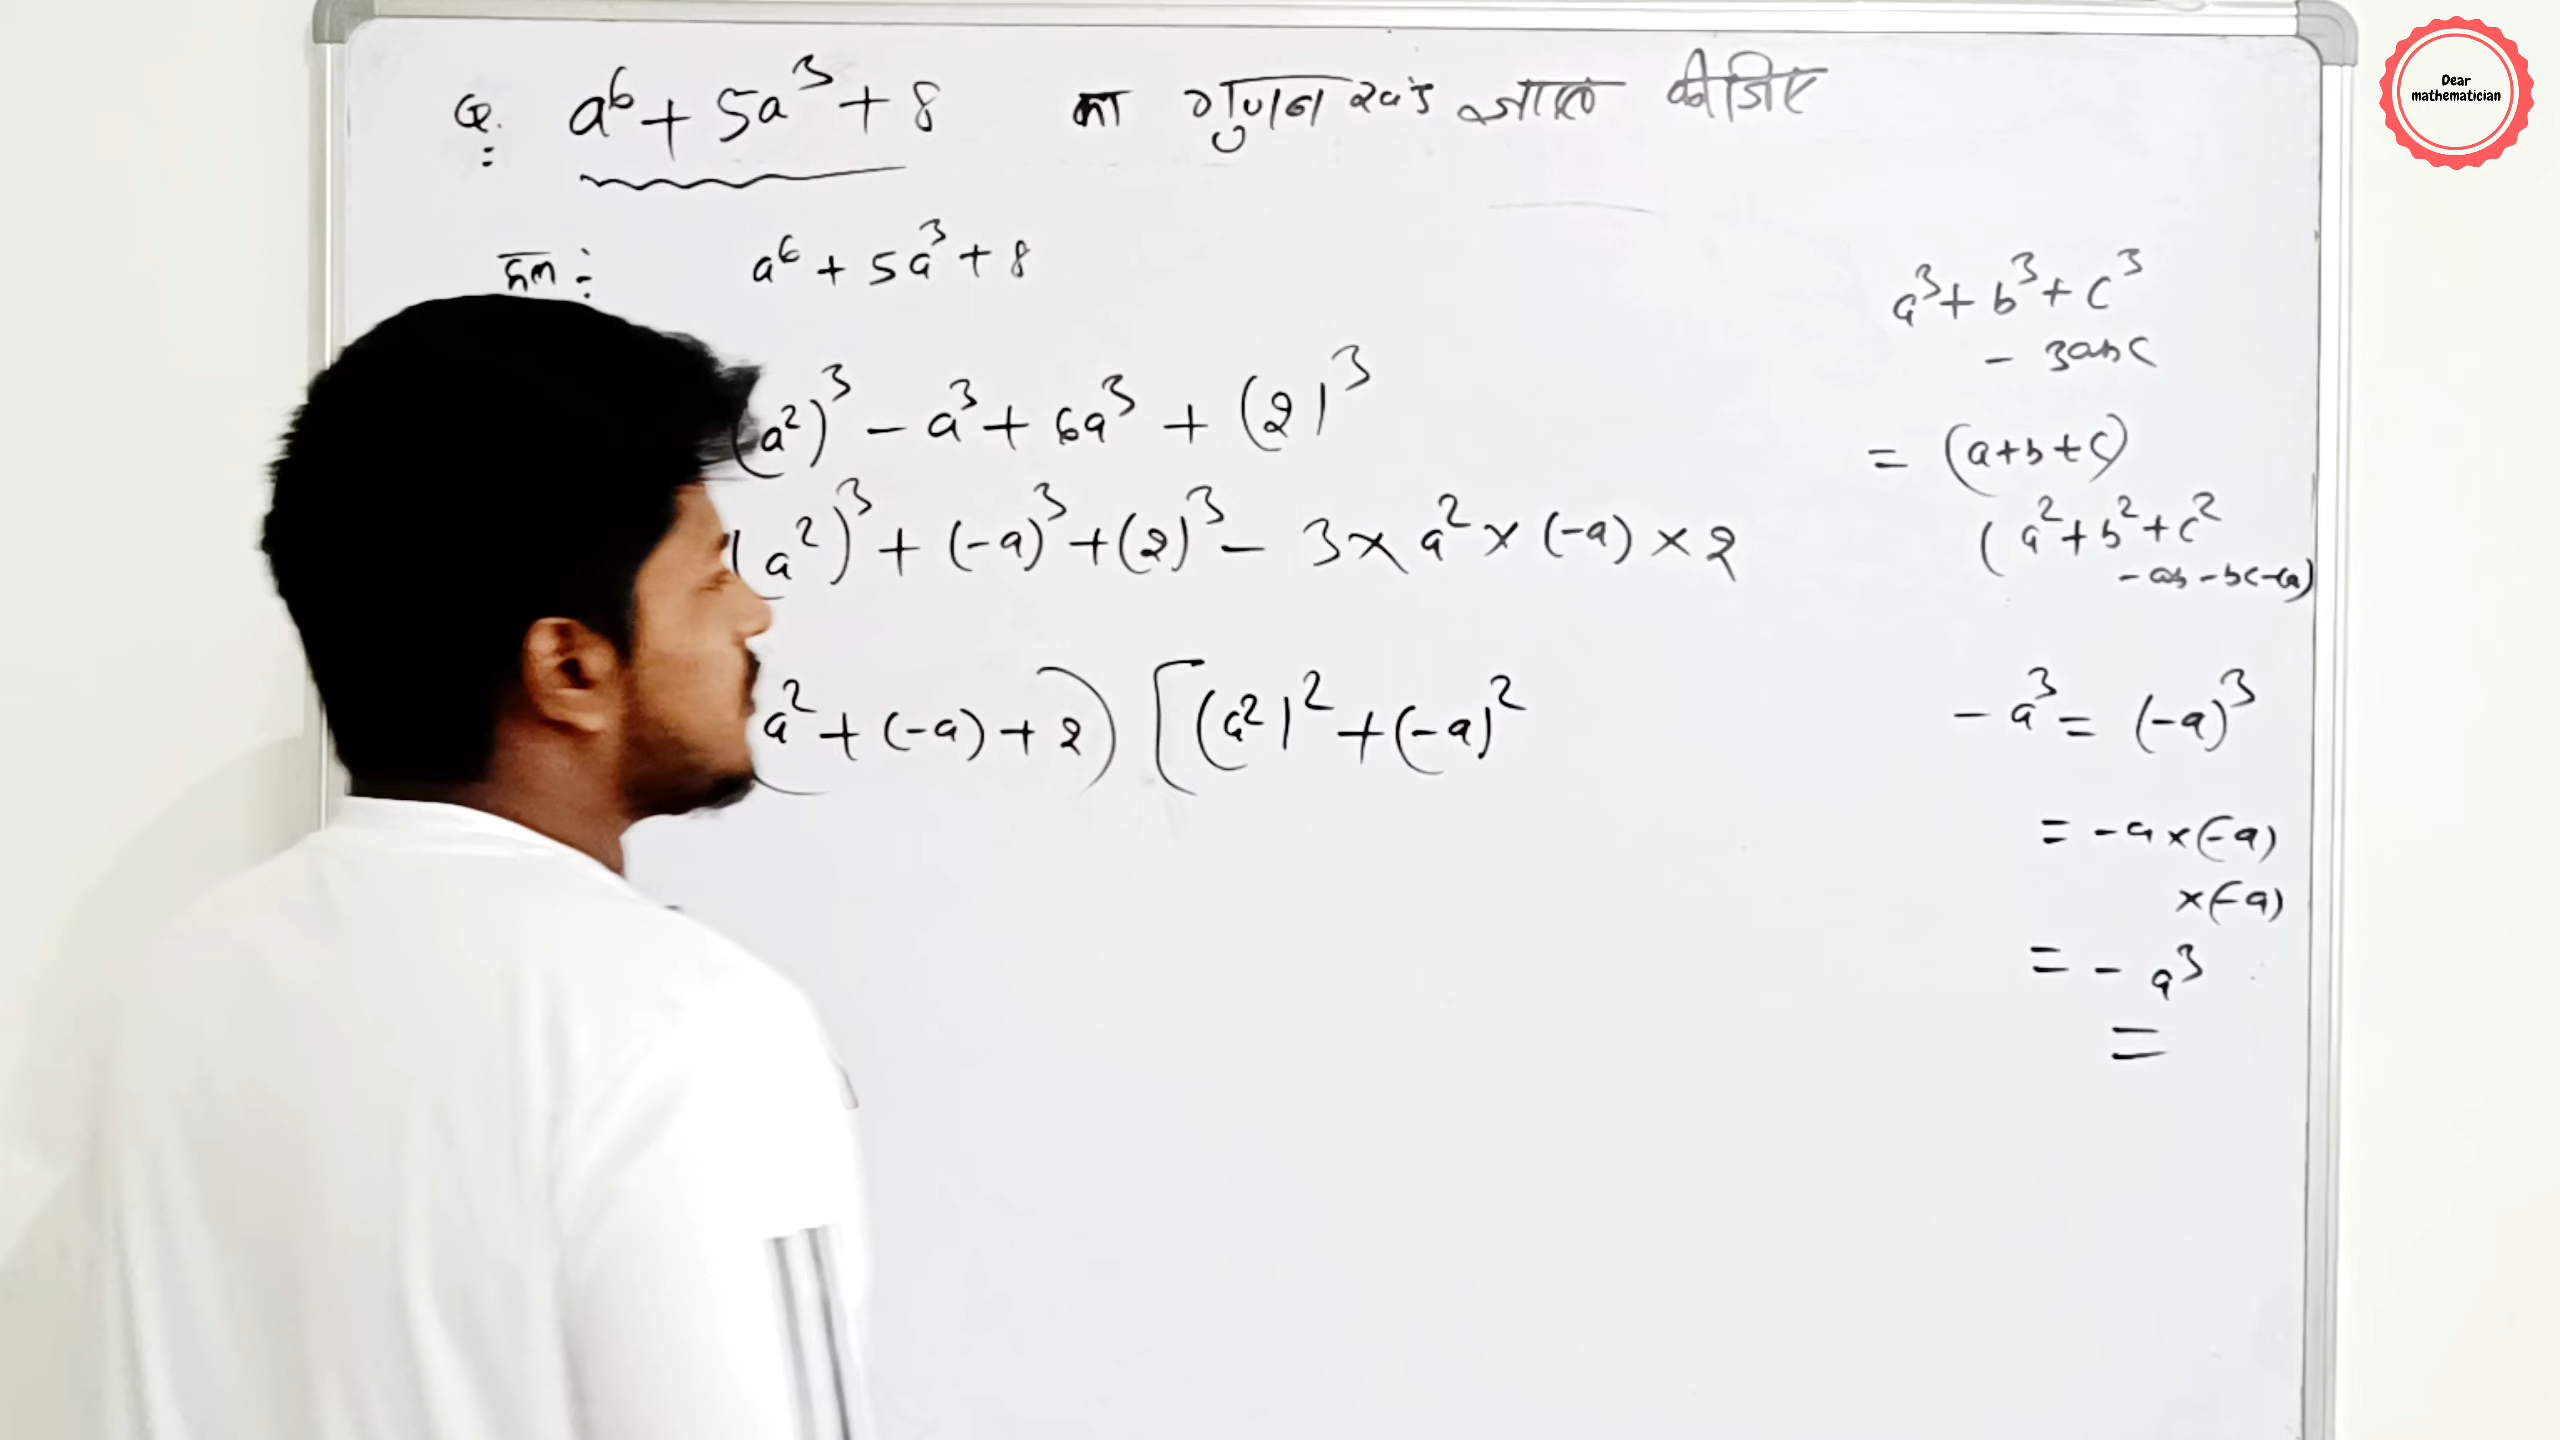 Q. a⁶ + 5a³ + 8 का गुणनखंड ज्ञात कीजिए
हल :- a⁶ + 5a³ + 8
(a²)³ - a³ + 6a³ + (2)³
(a²)³ + (-a)³ + (2)³ - 3 × a² × (-a) × 2
(a² + (-a) + 2) [(a²)² + (-a)²
a³ + b³ + c³
- 3abc
= (a+b+c)
(a² + b² + c²
- ab - bc - ca)
- a³ = (-a)³
= -a × (-a)
× (-a)
= - a³
=
Dear
mathematician